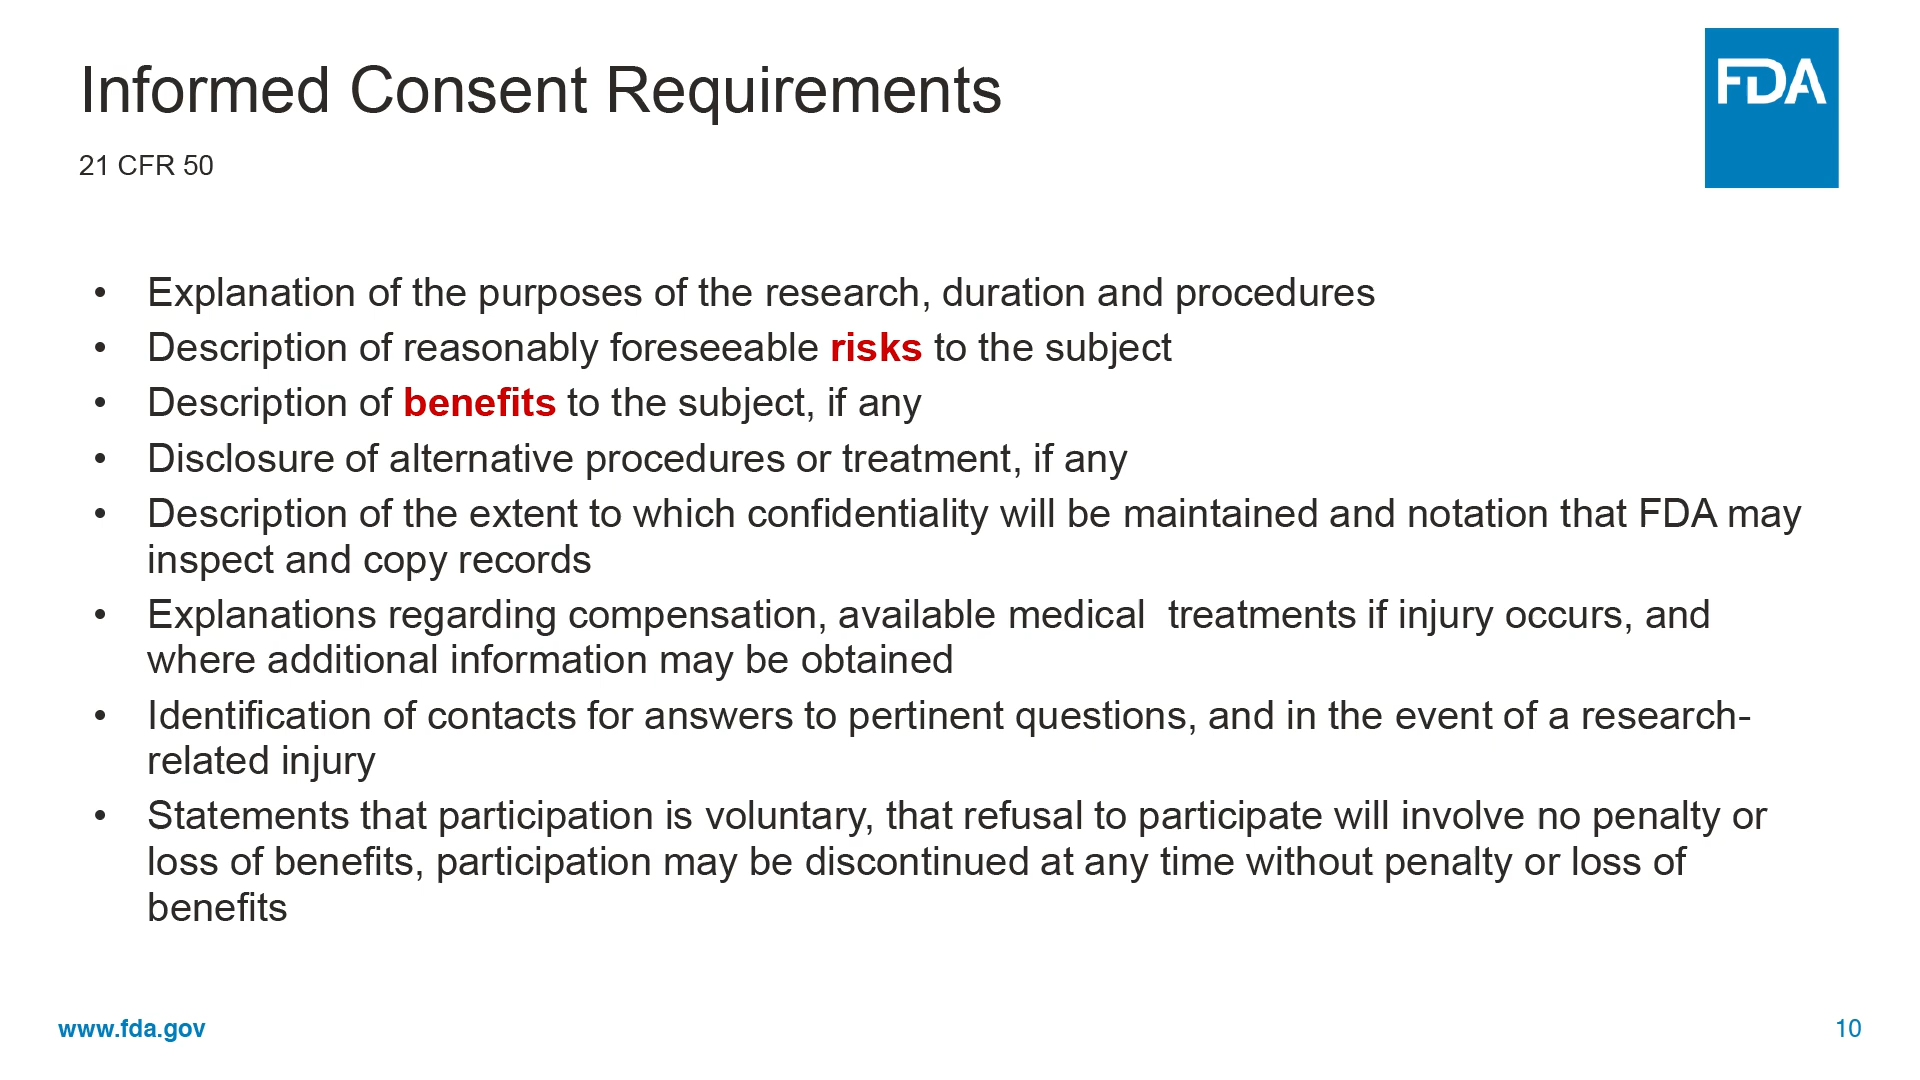 Informed Consent Requirements
FDA
21 CFR 50
• Explanation of the purposes of the research, duration and procedures
• Description of reasonably foreseeable risks to the subject
• Description of benefits to the subject, if any
• Disclosure of alternative procedures or treatment, if any
• Description of the extent to which confidentiality will be maintained and notation that FDA may
inspect and copy records
• Explanations regarding compensation, available medical  treatments if injury occurs, and
where additional information may be obtained
• Identification of contacts for answers to pertinent questions, and in the event of a research-
related injury
• Statements that participation is voluntary, that refusal to participate will involve no penalty or
loss of benefits, participation may be discontinued at any time without penalty or loss of
benefits
www.fda.gov
10